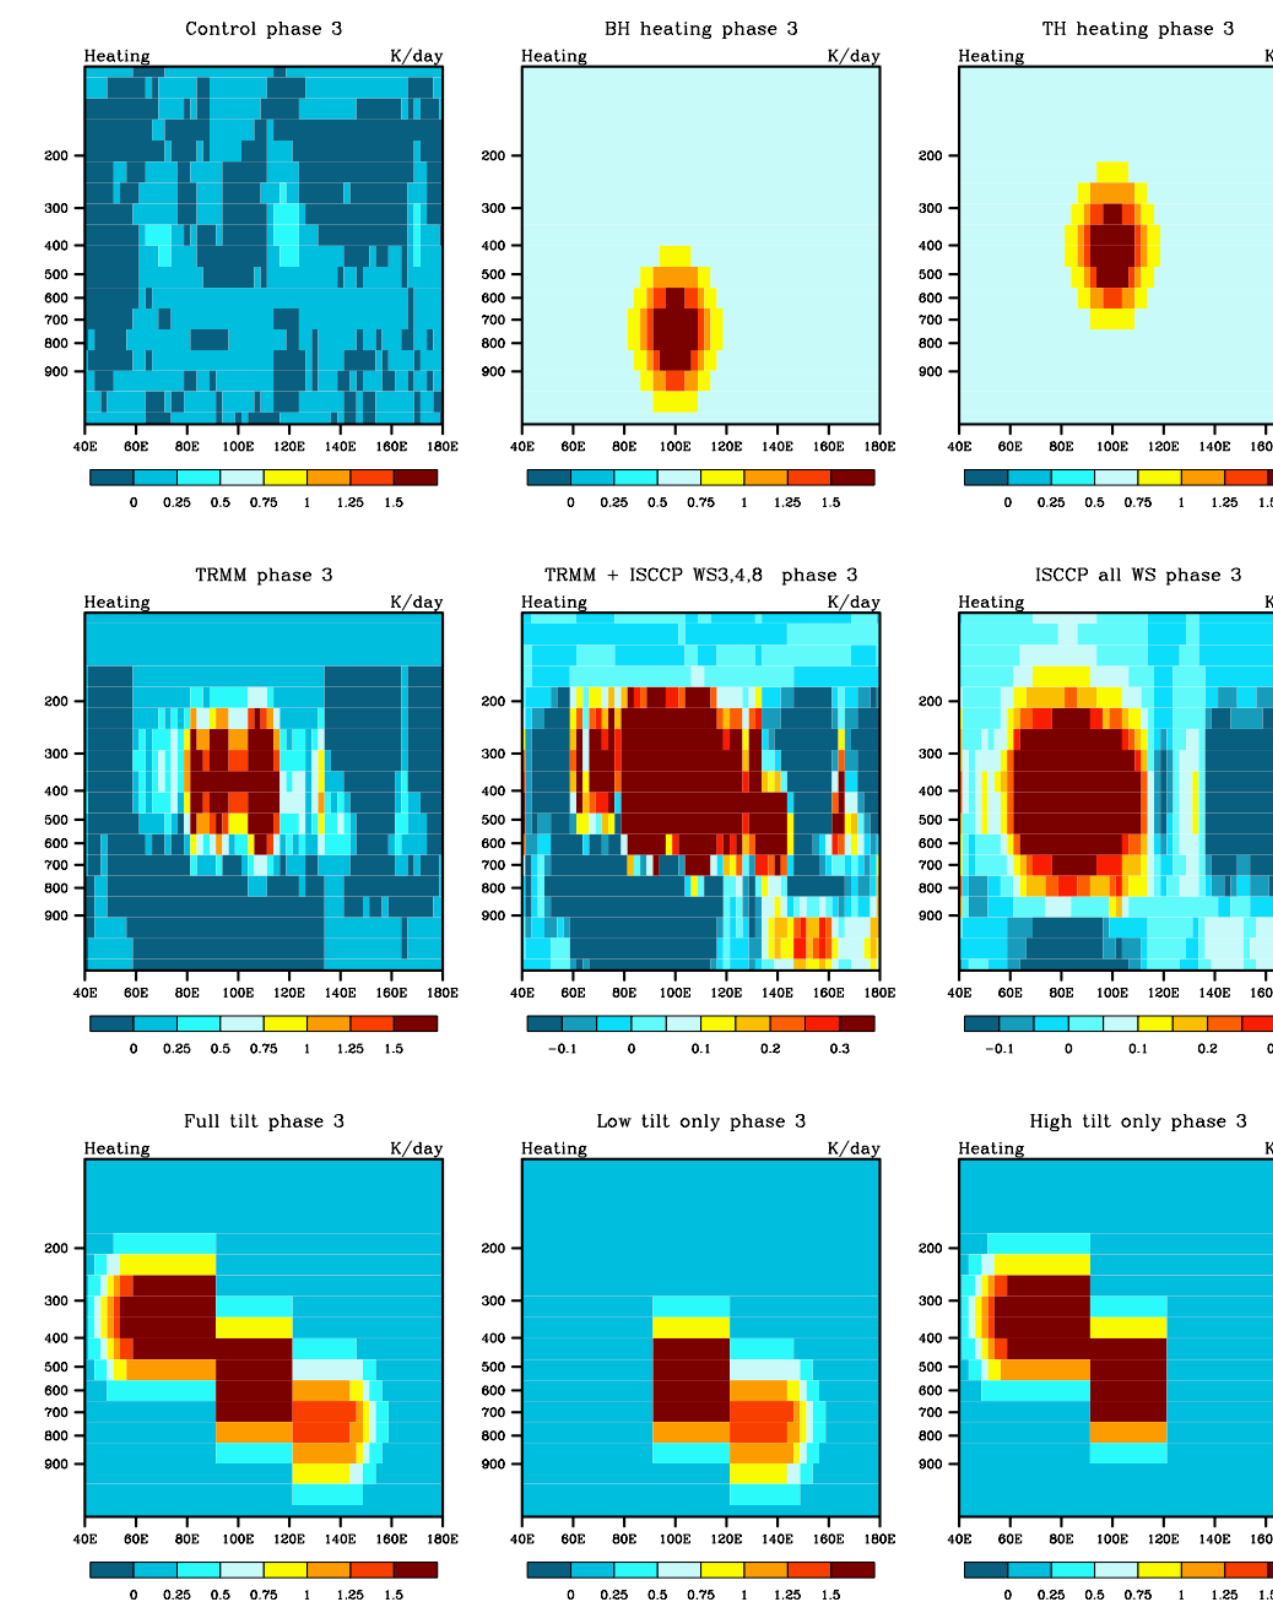 Control phase 3 BH heating phase 3 TH heating phase 3
Heating K/day Heating K/day Heating K
200 200 200
300 300 300
400 400 400
500 500 500
600 600 600
700 700 700
800 800 800
900 900 900
40E 60E 80E 100E 120E 140E 160E 180E 40E 60E 80E 100E 120E 140E 160E 180E 40E 60E 80E 100E 120E 140E 160
0 0.25 0.5 0.75 1 1.25 1.5 0 0.25 0.5 0.75 1 1.25 1.5 0 0.25 0.5 0.75 1 1.25 1.5
TRMM phase 3 TRMM + ISCCP WS3,4,8 phase 3 ISCCP all WS phase 3
Heating K/day Heating K/day Heating K
200 200 200
300 300 300
400 400 400
500 500 500
600 600 600
700 700 700
800 800 800
900 900 900
40E 60E 80E 100E 120E 140E 160E 180E 40E 60E 80E 100E 120E 140E 160E 180E 40E 60E 80E 100E 120E 140E 160
0 0.25 0.5 0.75 1 1.25 1.5 -0.1 0 0.1 0.2 0.3 -0.1 0 0.1 0.2 0
Full tilt phase 3 Low tilt only phase 3 High tilt only phase 3
Heating K/day Heating K/day Heating K
200 200 200
300 300 300
400 400 400
500 500 500
600 600 600
700 700 700
800 800 800
900 900 900
40E 60E 80E 100E 120E 140E 160E 180E 40E 60E 80E 100E 120E 140E 160E 180E 40E 60E 80E 100E 120E 140E 160
0 0.25 0.5 0.75 1 1.25 1.5 0 0.25 0.5 0.75 1 1.25 1.5 0 0.25 0.5 0.75 1 1.25 1.5